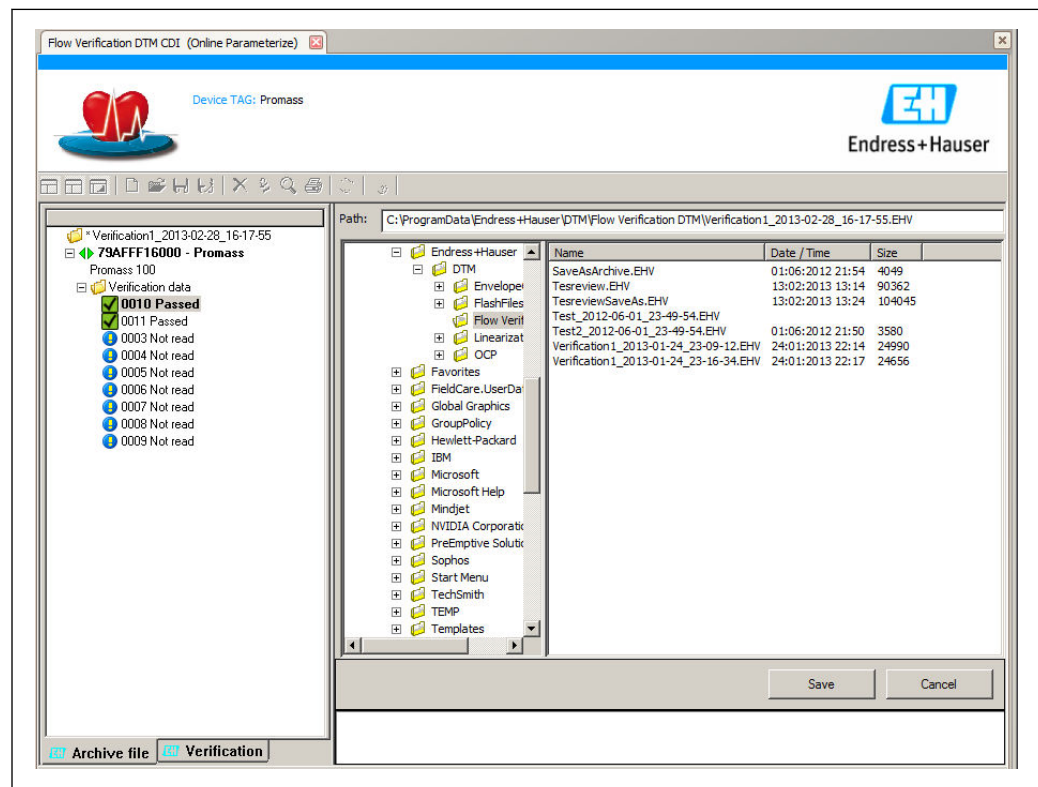 Flow Verification DTM CDI (Online Parameterize)
Device TAG: Promass
EH
Endress+Hauser
Path: C:\ProgramData\Endress+Hauser\DTM\Flow Verification DTM\Verification1_2013-02-28_16-17-55.EHV
* Verification1_2013-02-28_16-17-55
79AFFF16000 - Promass
Promass 100
Verification data
0010 Passed
0011 Passed
0003 Not read
0004 Not read
0005 Not read
0006 Not read
0007 Not read
0008 Not read
0009 Not read
Endress+Hauser
DTM
Envelope
FlashFiles
Flow Verif
Linearizat
OCP
Favorites
FieldCare.UserDa
Global Graphics
GroupPolicy
Hewlett-Packard
IBM
Microsoft
Microsoft Help
Mindjet
NVIDIA Corporatio
PreEmptive Solutio
Sophos
Start Menu
TechSmith
TEMP
Templates
Name Date / Time Size
SaveAsArchive.EHV 01:06:2012 21:54 4049
Tesreview.EHV 13:02:2013 13:14 90362
TesreviewSaveAs.EHV 13:02:2013 13:24 104045
Test_2012-06-01_23-49-54.EHV
Test2_2012-06-01_23-49-54.EHV 01:06:2012 21:50 3580
Verification1_2013-01-24_23-09-12.EHV 24:01:2013 22:14 24990
Verification1_2013-01-24_23-16-34.EHV 24:01:2013 22:17 24656
Save Cancel
EH Archive file EH Verification